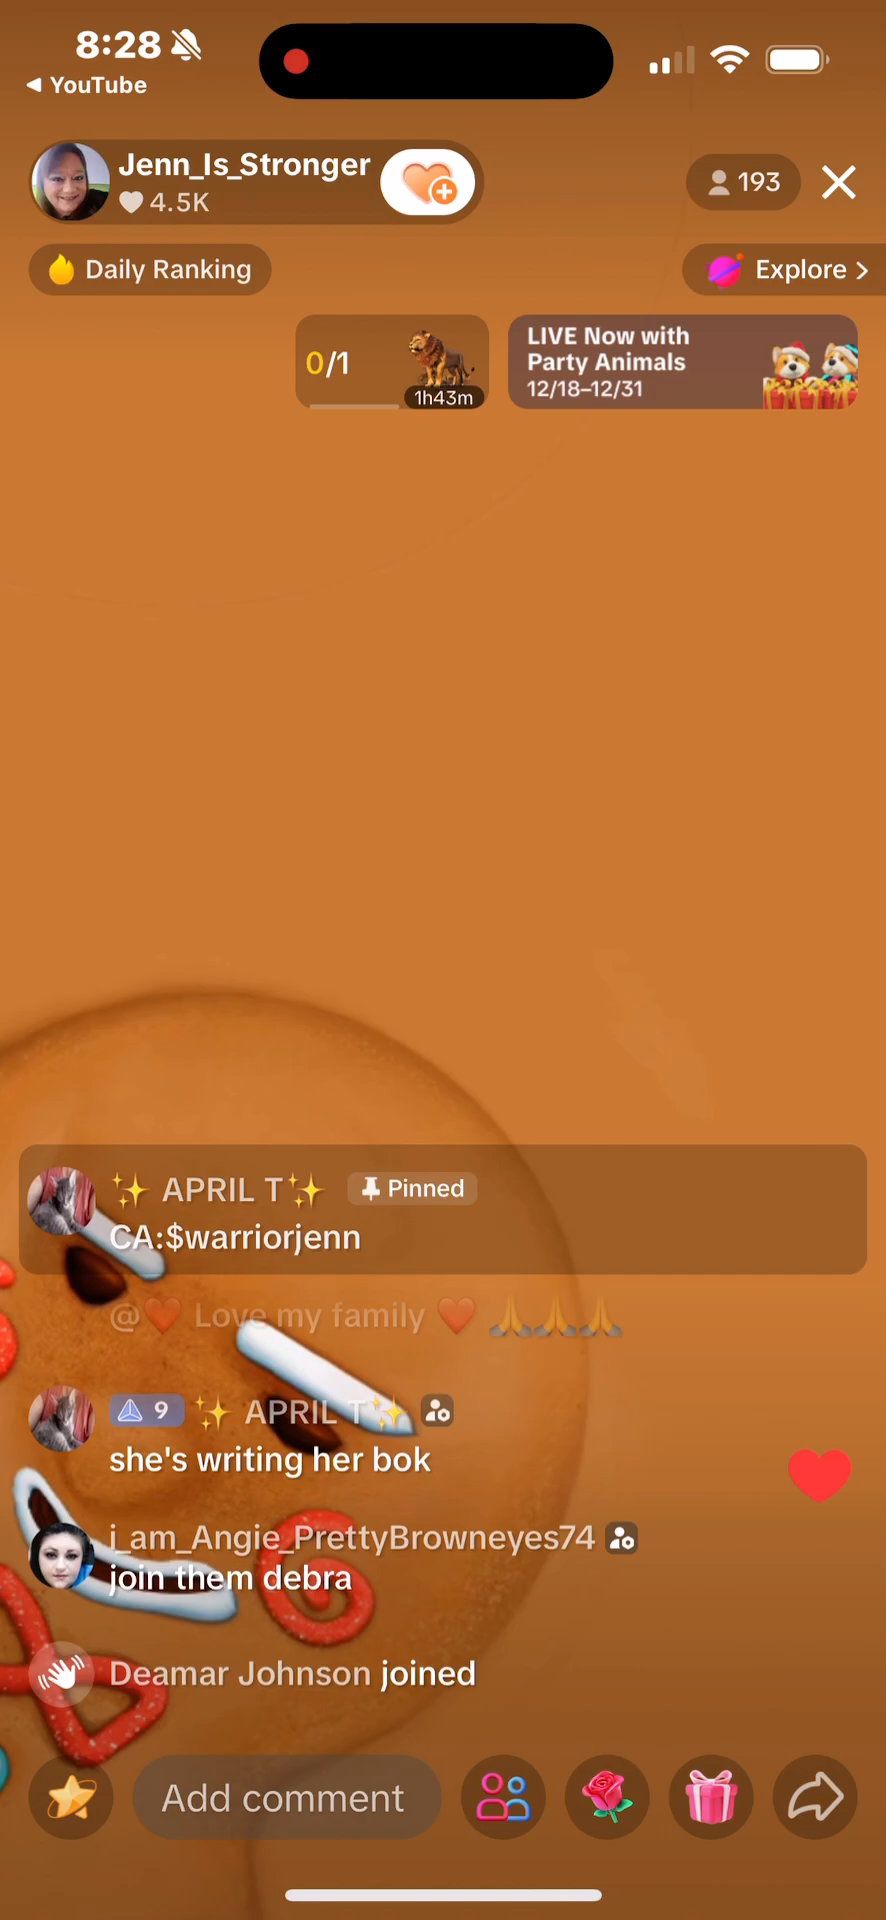 8:28
YouTube
Jenn_Is_Stronger
4.5K
193
Daily Ranking
Explore >
0/1
1h43m
LIVE Now with
Party Animals
12/18–12/31
✨ APRIL T✨ Pinned
CA:$warriorjenn
@❤️ Love my family ❤️ 🙏🙏🙏
9 ✨ APRIL T✨
she's writing her bok
i_am_Angie_PrettyBrowneyes74
join them debra
Deamar Johnson joined
Add comment